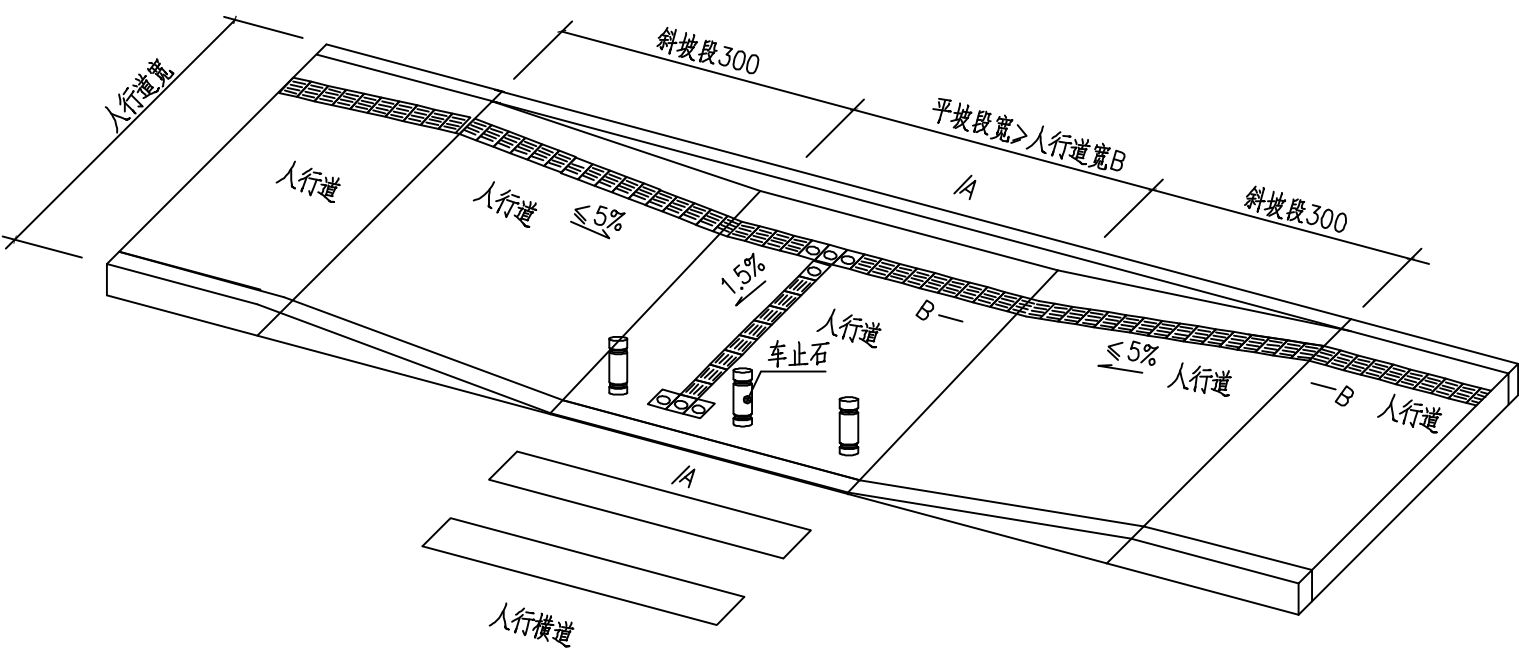 斜坡段300
人行道宽
平坡段宽≥人行道宽B
人行道
人行道
≤5%
A
斜坡段300
1.5%
B
人行道
车止石
≤5%
人行道
B
人行道
A
人行横道